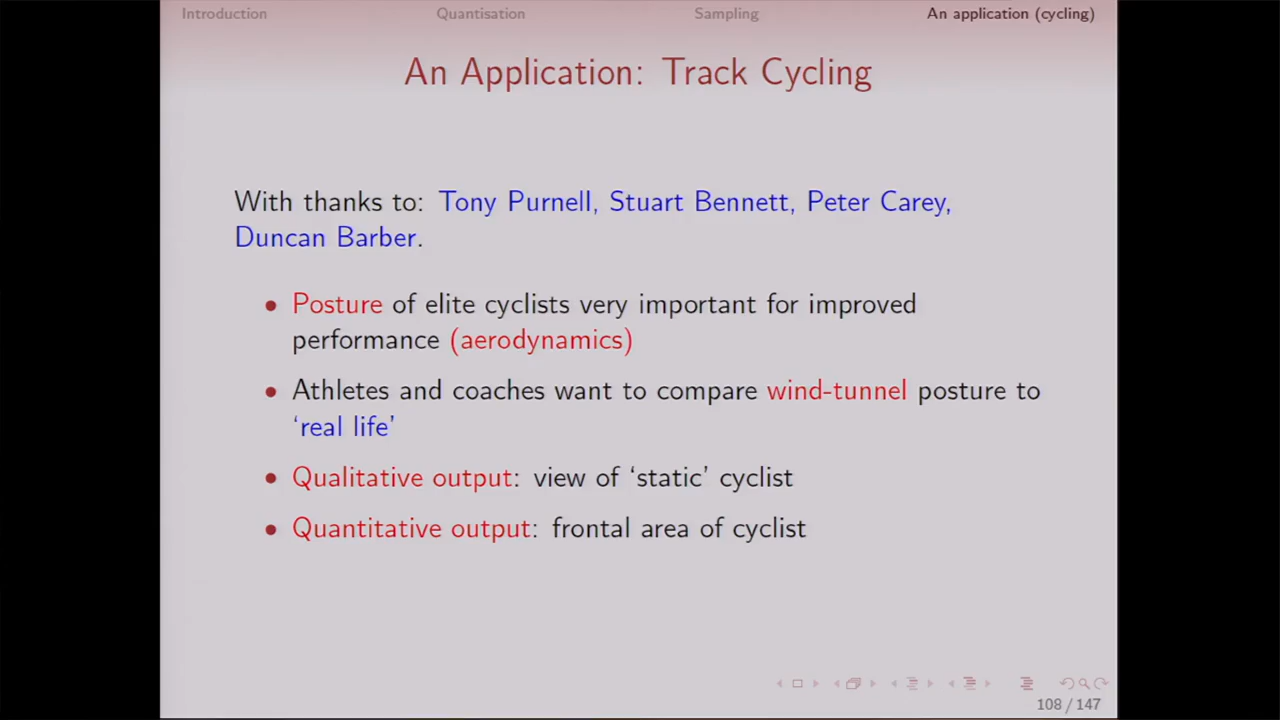 Introduction Quantisation Sampling An application (cycling)
An Application: Track Cycling
With thanks to: Tony Purnell, Stuart Bennett, Peter Carey,
Duncan Barber.
• Posture of elite cyclists very important for improved
performance (aerodynamics)
• Athletes and coaches want to compare wind-tunnel posture to
‘real life’
• Qualitative output: view of ‘static’ cyclist
• Quantitative output: frontal area of cyclist
108 / 147